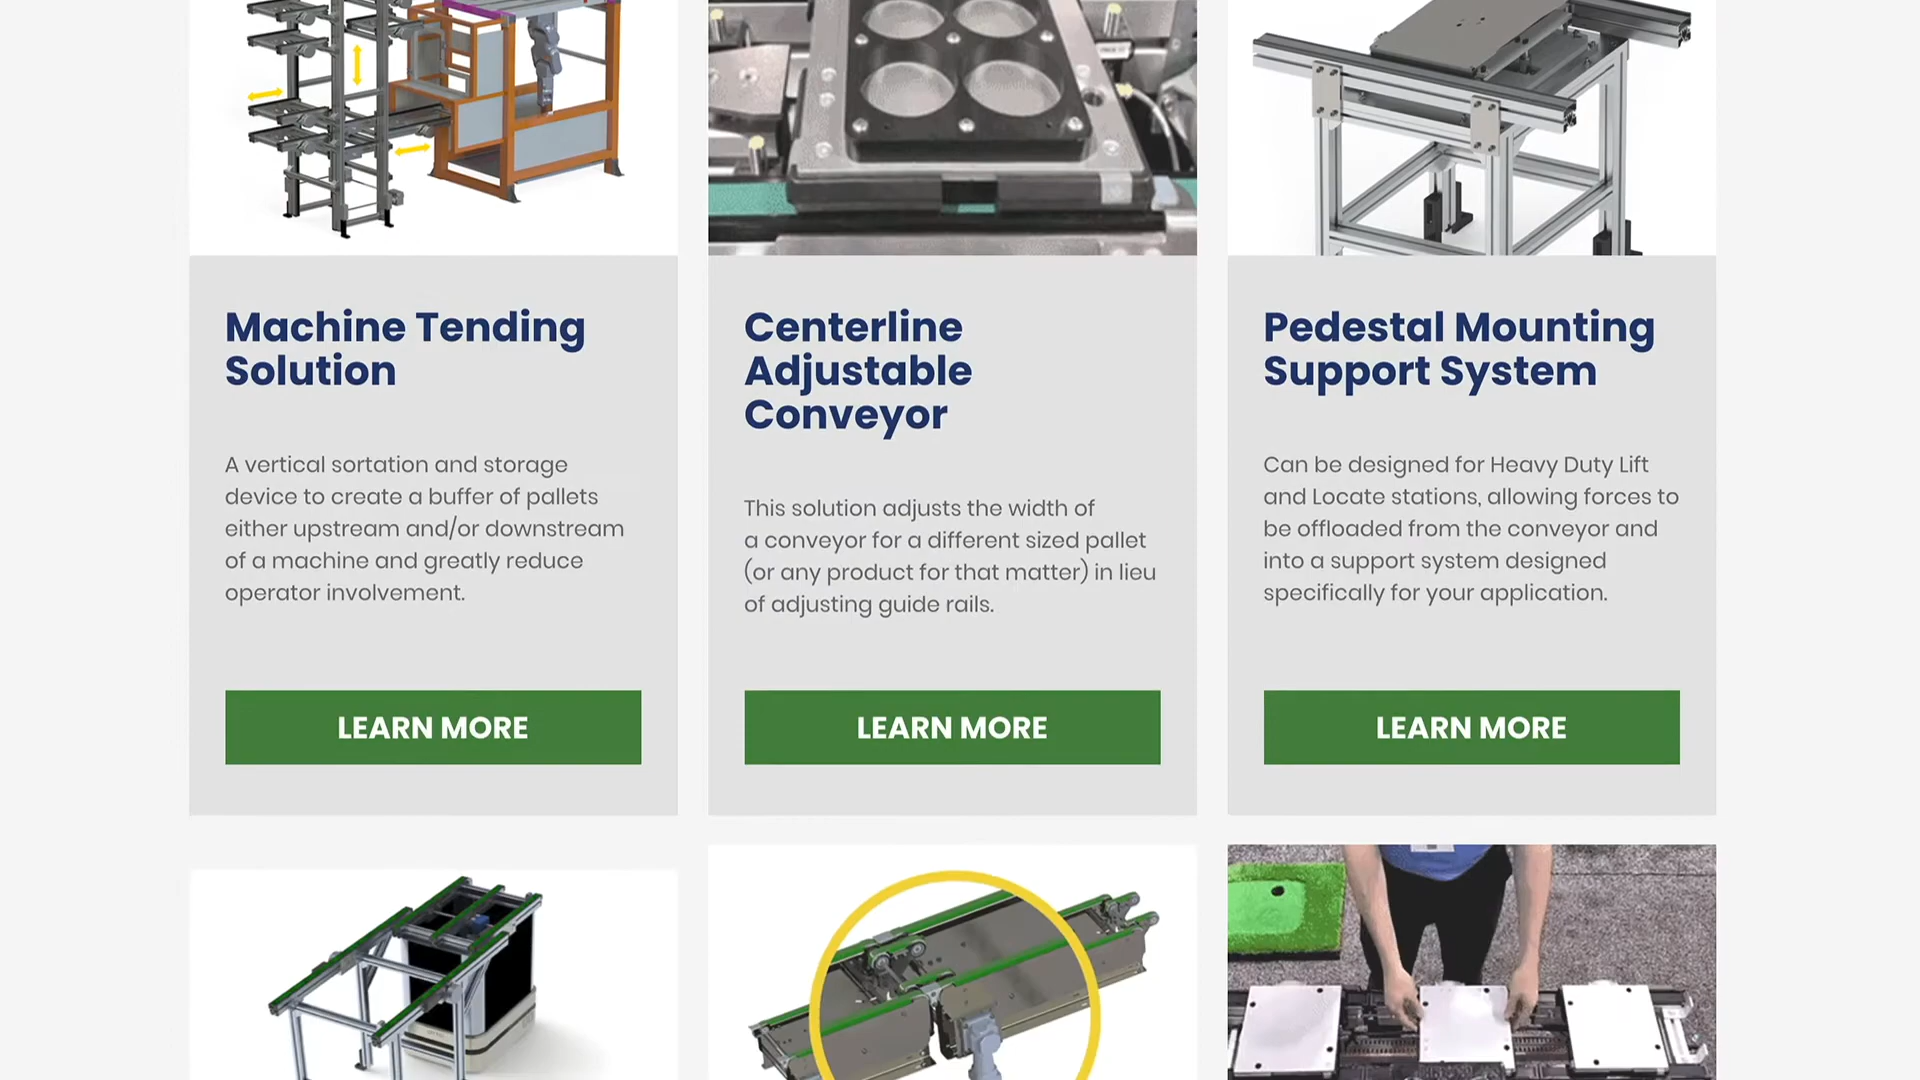 Machine Tending
Solution
A vertical sortation and storage
device to create a buffer of pallets
either upstream and/or downstream
of a machine and greatly reduce
operator involvement.
LEARN MORE
Centerline
Adjustable
Conveyor
This solution adjusts the width of
a conveyor for a different sized pallet
(or any product for that matter) in lieu
of adjusting guide rails.
LEARN MORE
Pedestal Mounting
Support System
Can be designed for Heavy Duty Lift
and Locate stations, allowing forces to
be offloaded from the conveyor and
into a support system designed
specifically for your application.
LEARN MORE